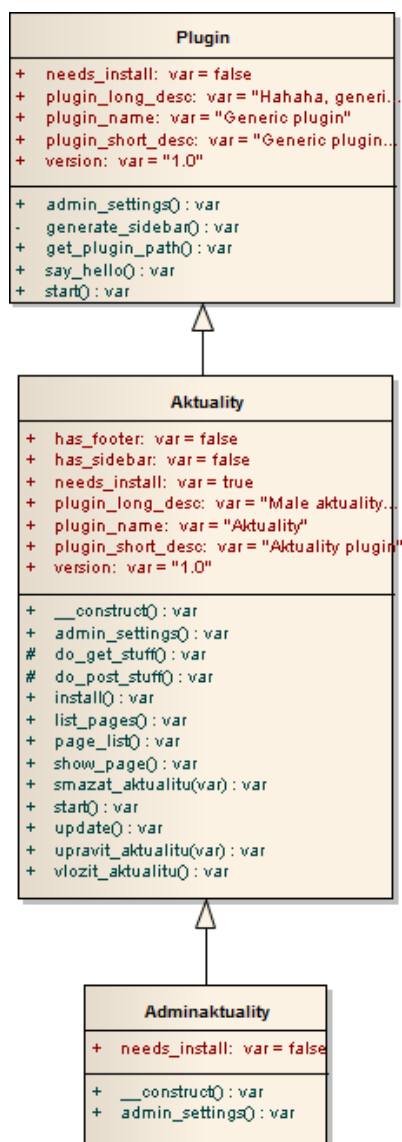 Plugin
+ needs_install: var = false
+ plugin_long_desc: var = "Hahaha, generi...
+ plugin_name: var = "Generic plugin"
+ plugin_short_desc: var = "Generic plugin...
+ version: var = "1.0"
+ admin_settings() : var
- generate_sidebar() : var
+ get_plugin_path() : var
+ say_hello() : var
+ start() : var
Aktuality
+ has_footer: var = false
+ has_sidebar: var = false
+ needs_install: var = true
+ plugin_long_desc: var = "Male aktuality...
+ plugin_name: var = "Aktuality"
+ plugin_short_desc: var = "Aktuality plugin"
+ version: var = "1.0"
+ __construct() : var
+ admin_settings() : var
# do_get_stuff() : var
# do_post_stuff() : var
+ install() : var
+ list_pages() : var
+ page_list() : var
+ show_page() : var
+ smazat_aktualitu(var) : var
+ start() : var
+ update() : var
+ upravit_aktualitu(var) : var
+ vlozit_aktualitu() : var
Adminaktuality
+ needs_install: var = false
+ __construct() : var
+ admin_settings() : var